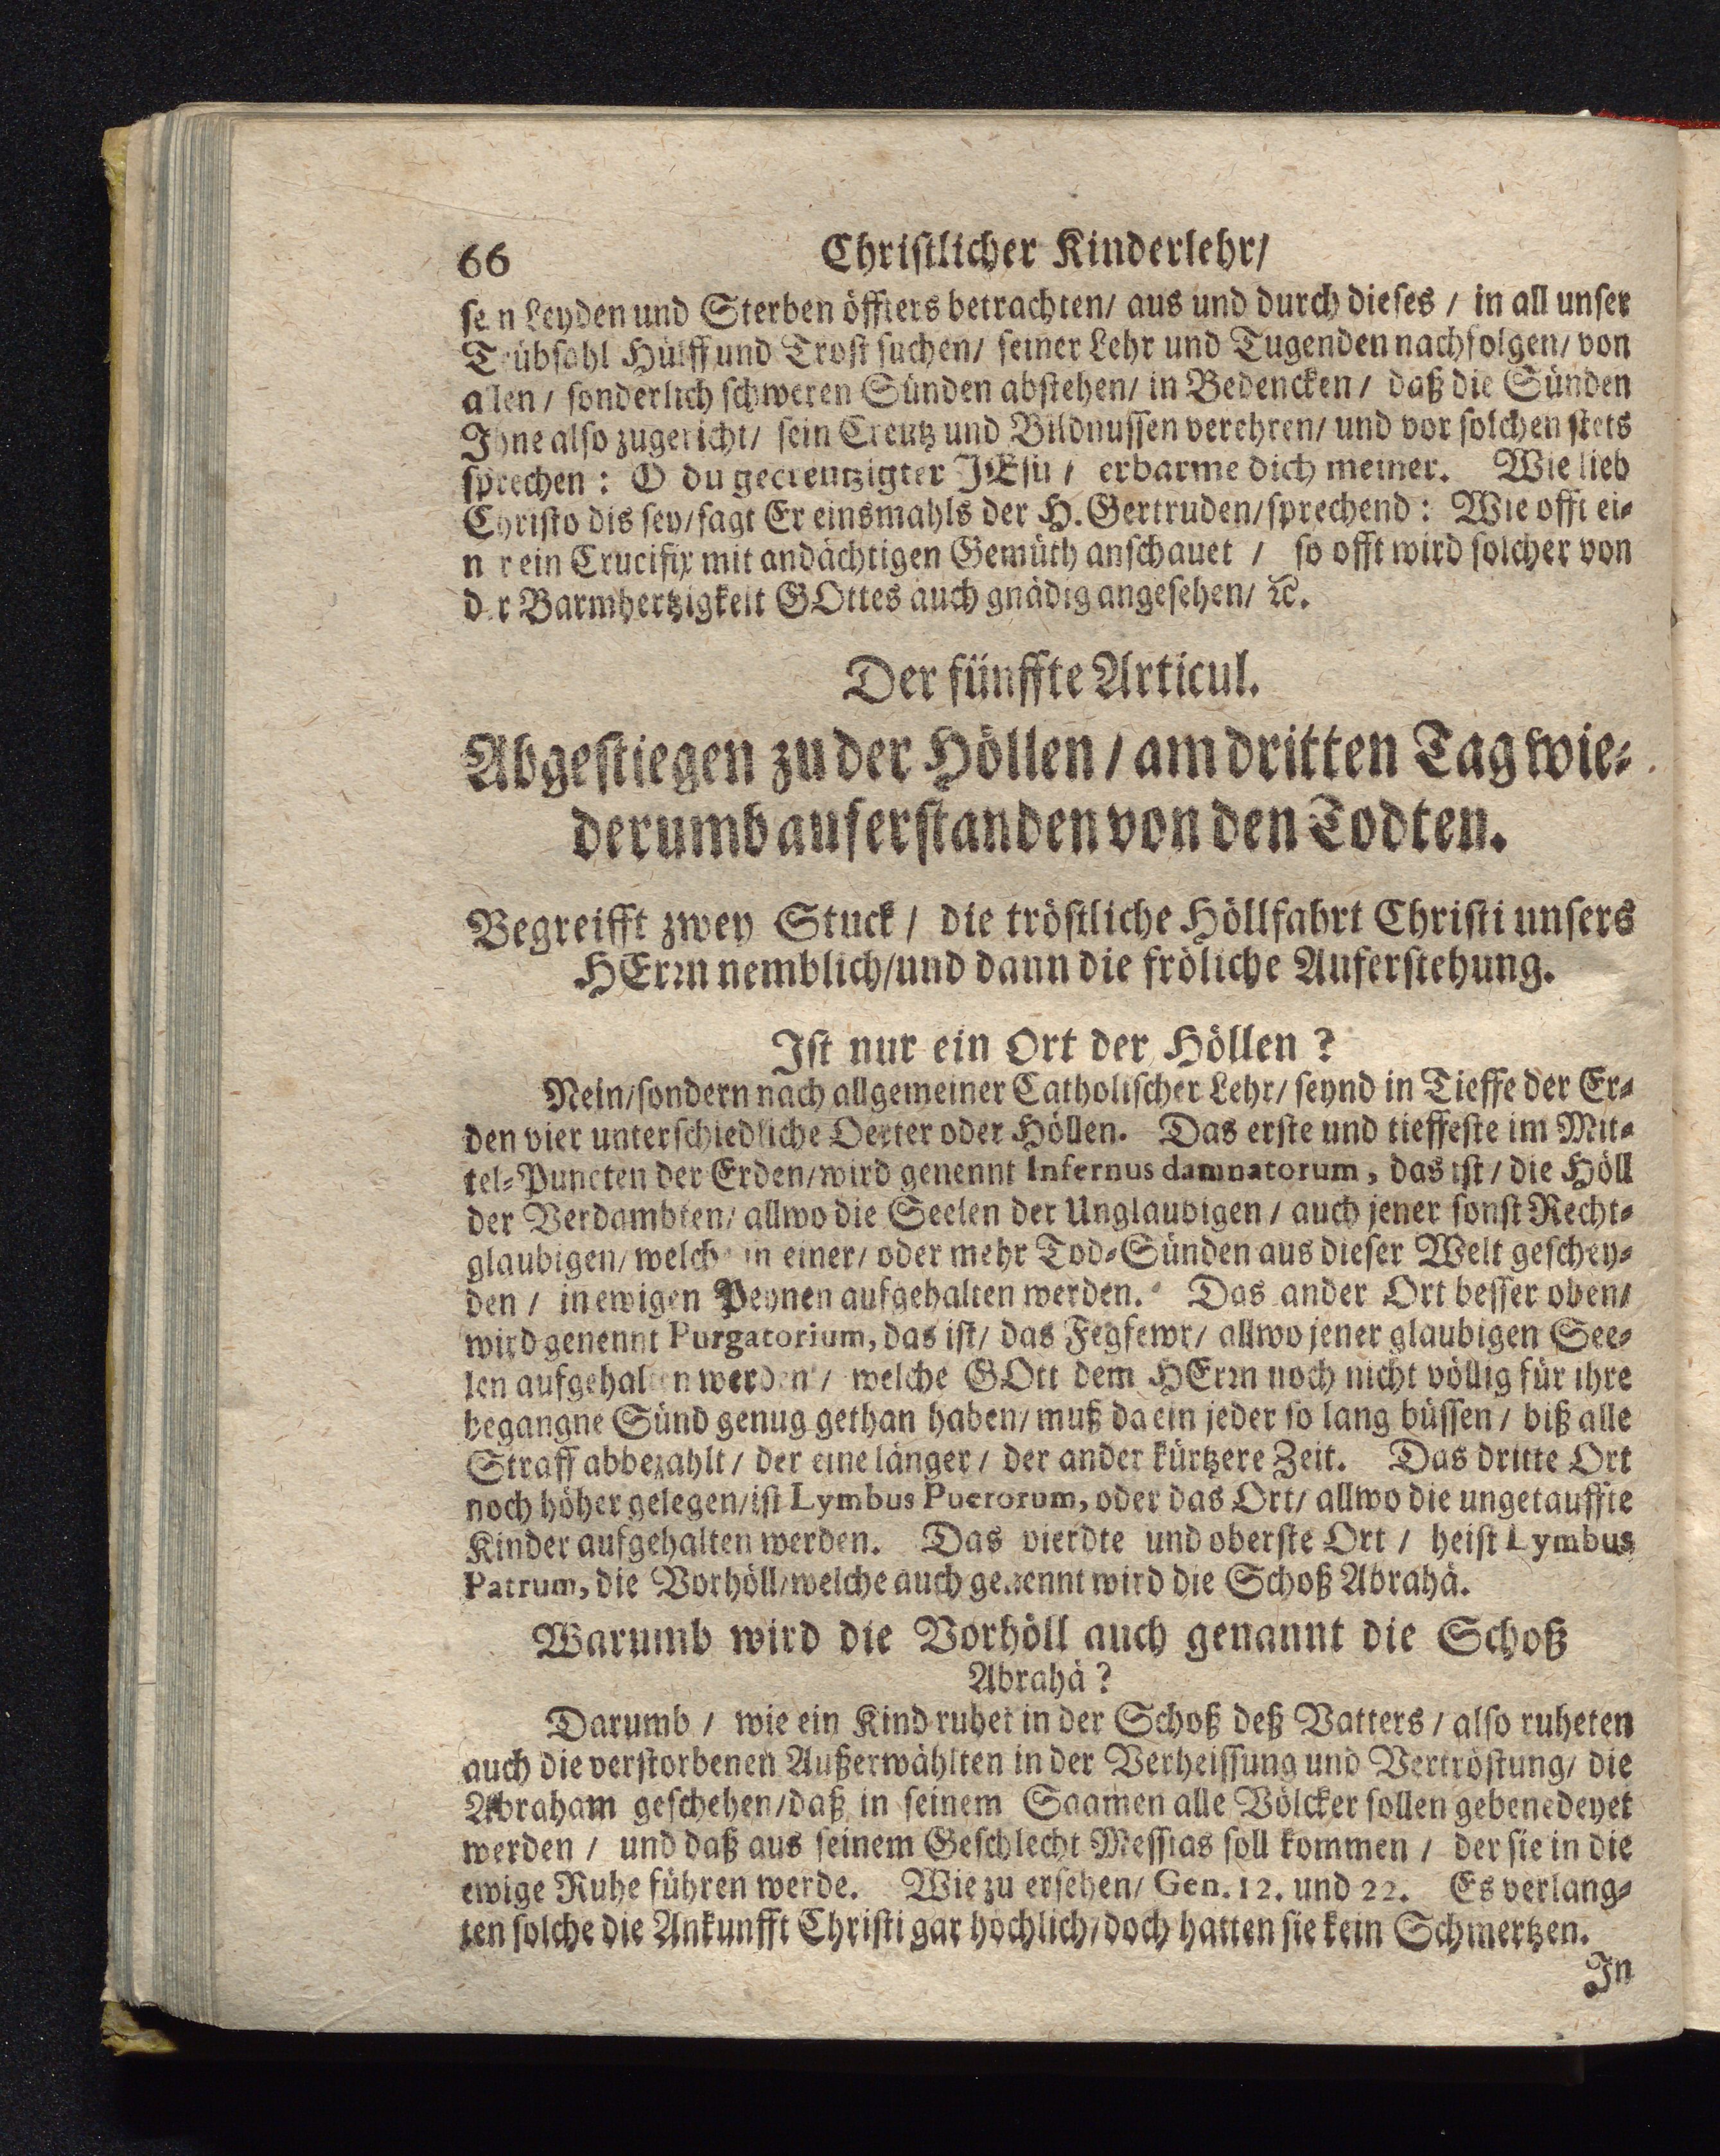 66 Christlicher Kinderlehr/
sein Leyden und Sterben öffters betrachten/ aus und durch dieses / in all unser
Trübsahl Hülff und Trost suchen/ seiner Lehr und Tugenden nachfolgen/ von
allen / sonderlich schweren Sünden abstehen/ in Bedencken / daß die Sünden
Ihne also zugericht/ sein Creutz und Bildnussen verehren/ und vor solchen stets
sprechen: O du gecreutzigter JEsu / erbarme dich meiner. Wie lieb
Christo dis sey/ sagt Er einsmahls der H. Gertruden/ sprechend: Wie offt ei-
ner ein Crucifix mit andächtigen Gemüth anschauet / so offt wird solcher von
der Barmhertzigkeit GOttes auch gnädig angesehen/ ꝛc.
Der fünffte Articul.
Abgestiegen zu der Höllen / am dritten Tag wie-
derumb auferstanden von den Todten.
Begreifft zwey Stuck / die tröstliche Höllfahrt Christi unsers
HErrn nemblich/ und dann die fröliche Auferstehung.
Ist nur ein Ort der Höllen?
Nein/ sondern nach allgemeiner Catholischer Lehr/ seynd in Tieffe der Er-
den vier unterschiedliche Oerter oder Höllen. Das erste und tieffeste im Mit-
tel-Puncten der Erden/ wird genennt Infernus damnatorum, das ist / die Höll
der Verdambten/ allwo die Seelen der Unglaubigen / auch jener sonst Recht-
glaubigen/ welche in einer/ oder mehr Tod-Sünden aus dieser Welt geschey-
den / in ewigen Peynen aufgehalten werden. Das ander Ort besser oben/
wird genennt Purgatorium, das ist/ das Fegfewr/ allwo jener glaubigen See-
len aufgehalten werden / welche GOtt dem HErrn noch nicht völlig für ihre
begangne Sünd genug gethan haben/ muß da ein jeder so lang büssen / biß alle
Straff abbezahlt / der eine länger / der ander kürtzere Zeit. Das dritte Ort
noch höher gelegen/ ist Lymbus Puerorum, oder das Ort/ allwo die ungetauffte
Kinder aufgehalten werden. Das vierdte und oberste Ort / heist Lymbus
Patrum, die Vorhöll/ welche auch genennt wird die Schoß Abrahä.
Warumb wird die Vorhöll auch genannt die Schoß
Abrahä?
Darumb / wie ein Kind ruhet in der Schoß deß Vatters / also ruheten
auch die verstorbenen Außerwählten in der Verheissung und Vertröstung/ die
Abraham geschehen/ daß in seinem Saamen alle Völcker sollen gebenedeyet
werden / und daß aus seinem Geschlecht Messias soll kommen / der sie in die
ewige Ruhe führen werde. Wie zu ersehen/ Gen. 12. und 22. Es verlang-
ten solche die Ankunfft Christi gar hochlich/ doch hatten sie kein Schmertzen.
In